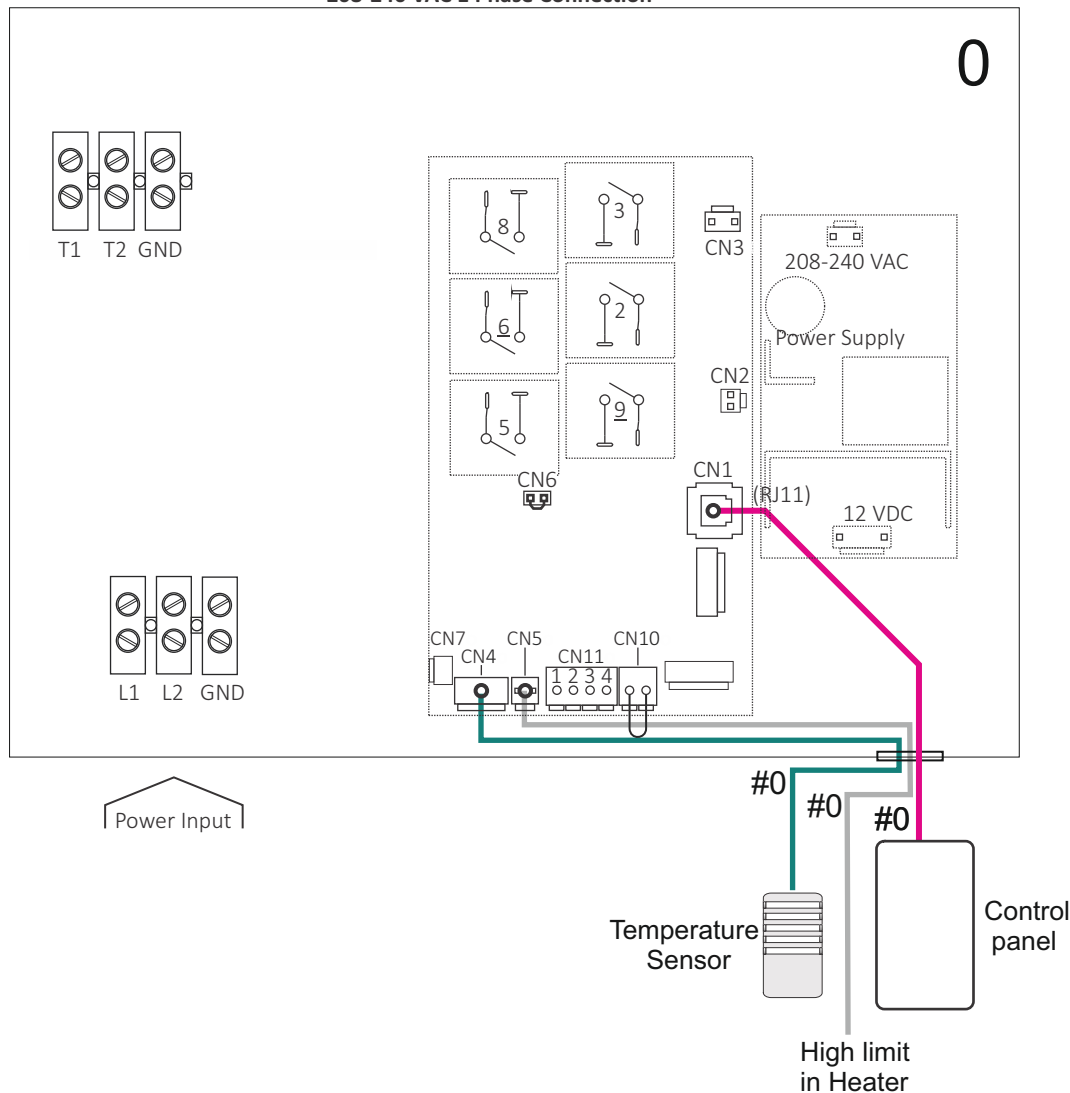 0
T1 T2 GND
8
3
CN3
208-240 VAC
6
2
Power Supply
CN2
5
9
CN6
CN1
(RJ11)
12 VDC
CN7
CN4
CN5
CN11
CN10
1 2 3 4
L1 L2 GND
Power Input
#0
#0
#0
Temperature
Sensor
Control
panel
High limit
in Heater